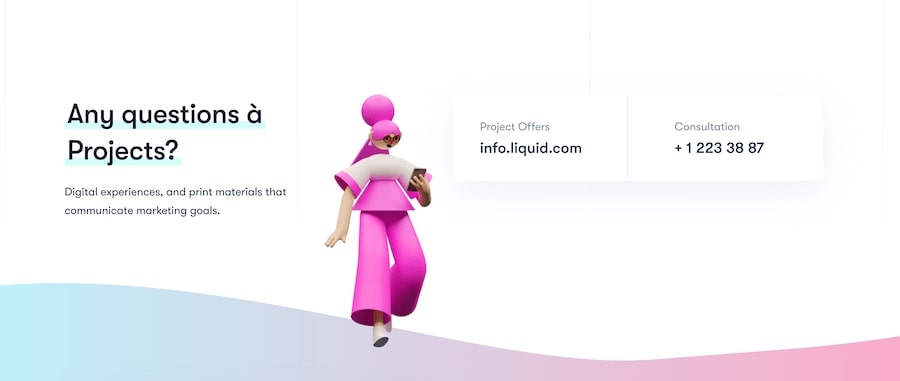 Any questions à
Projects?
Digital experiences, and print materials that
communicate marketing goals.
Project Offers
info.liquid.com
Consultation
+ 1 223 38 87